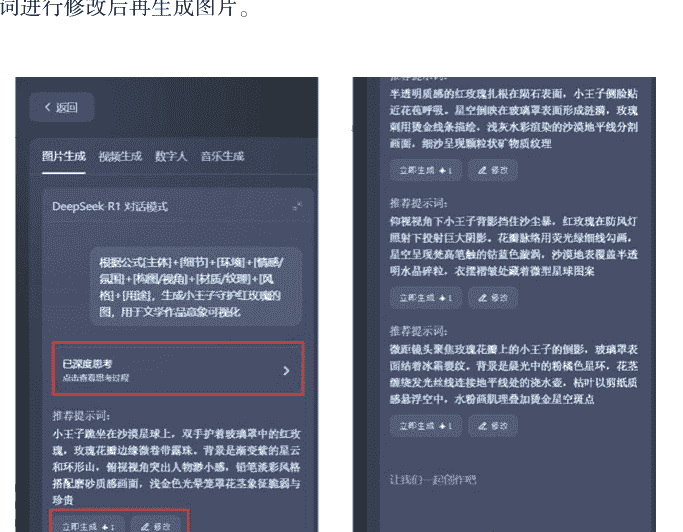 词进行修改后再生成图片。
返回
图片生成 视频生成 数字人 音乐生成
DeepSeek R1 对话模式
根据公式[主体]+[细节]+[环境]+[情感/
氛围]+[构图/视角]+[材质/纹理]+[风
格]+[用途]，生成小王子守护红玫瑰的
图，用于文学作品意象可视化
已深度思考
点击查看思考过程
推荐提示词：
小王子跪坐在沙漠星球上，双手护着玻璃罩中的红玫
瑰，玫瑰花瓣边缘微卷带露珠。背景是渐变紫的星云
和环形山，俯视视角突出人物渺小感，铅笔淡彩风格
搭配磨砂质感画面，浅金色光晕笼罩花茎象征脆弱与
珍贵
立即生成 1 修改
推荐提示词：
半透明质感的红玫瑰扎根在陨石表面，小王子侧脸贴
近花苞呼吸。星空倒映在玻璃罩表面形成涟漪，玫瑰
刺用烫金线条描绘，浅灰水彩渲染的沙漠地平线分割
画面，细沙呈现颗粒状矿物质纹理
立即生成 1 修改
推荐提示词：
仰视视角下小王子背影挡住沙尘暴，红玫瑰在防风灯
照射下投射巨大阴影。花瓣脉络用荧光绿细线勾画，
星空呈现梵高笔触的钴蓝色漩涡，沙漠地表覆盖半透
明水晶碎粒，衣摆褶皱处藏着微型星球图案
立即生成 1 修改
推荐提示词：
微距镜头聚焦玫瑰花瓣上的小王子的倒影，玻璃罩表
面结着冰霜裂纹。背景是晨光中的粉橘色星环，花茎
缠绕发光丝线连接地平线处的浇水壶，枯叶以剪纸质
感悬浮空中，水粉画肌理叠加烫金星空斑点
立即生成 1 修改
让我们一起创作吧